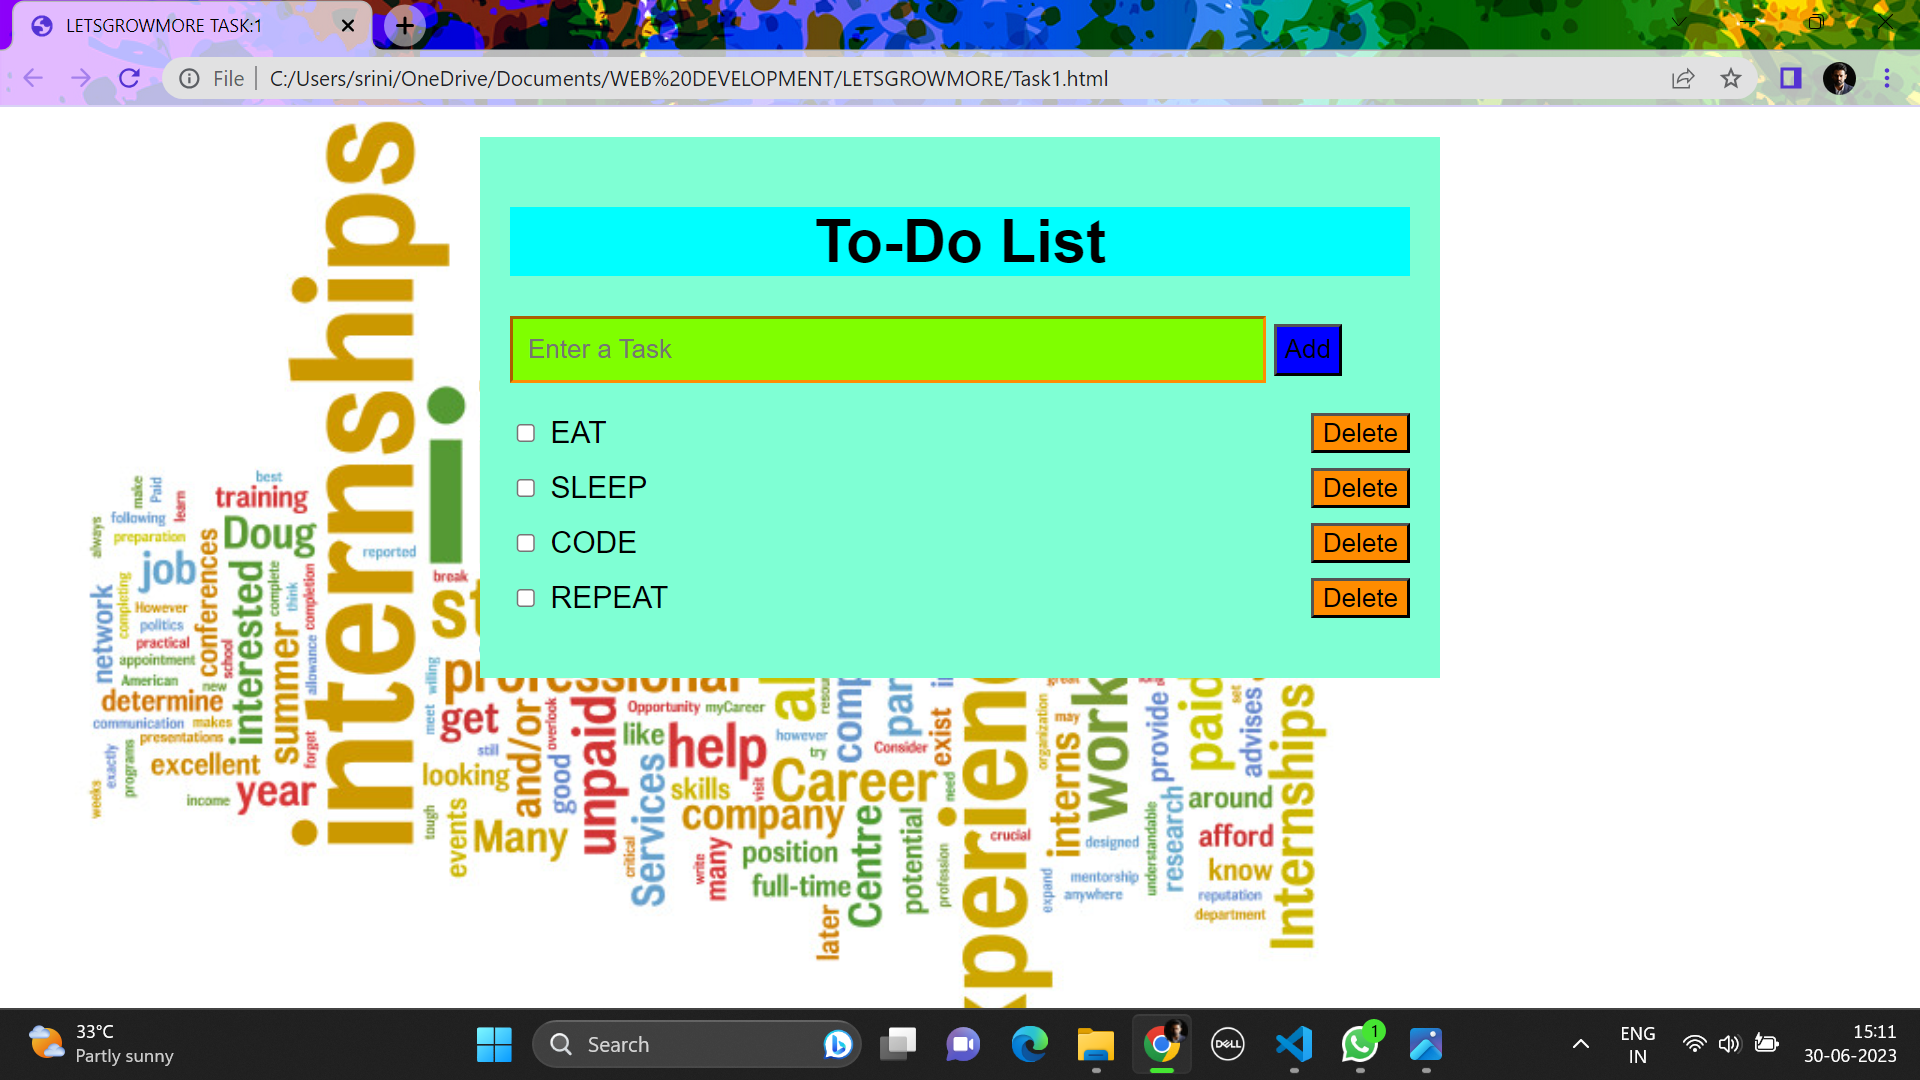 LETSGROWMORE TASK:1
File
C:/Users/srini/OneDrive/Documents/WEB%20DEVELOPMENT/LETSGROWMORE/Task1.html
To-Do List
Enter a Task
Add
EAT
Delete
SLEEP
Delete
CODE
Delete
REPEAT
Delete
internships
i
best
make
Paid
learn
training
following
always
preparation
Doug
reported
job
conferences
interested
complete
think
completion
break
network
completing
However
politics
practical
school
summer
allowance
appointment
American
new
determine
willing
professional
communication
makes
presentations
forget
meet
get
and/or
overlook
unpaid
Opportunity
myCareer
like
help
however
try
still
exactly
programs
excellent
weeks
income
year
looking
good
services
skills
visit
Career
Consider
exist
need
tough
events
Many
critical
company
write
many
position
full-time
later
Centre
potential
profession
crucial
great
organization
may
interns
work
provide
paid
set
advises
Internships
around
research
understandable
designed
afford
know
expand
mentorship
anywhere
reputation
department
33°C
Partly sunny
Search
DELL
1
ENG
IN
15:11
30-06-2023